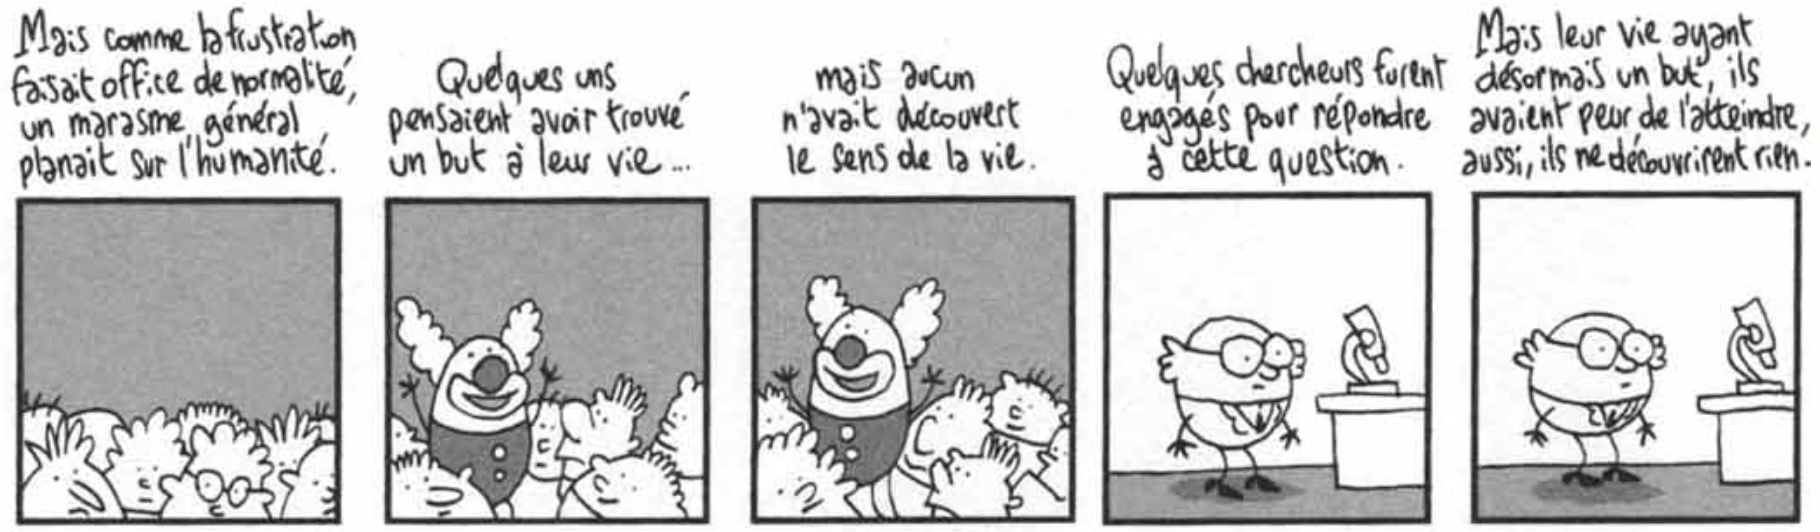 Mais comme la frustration
faisait office de normalité,
un marasme général
planait sur l'humanité.
Quelques uns
pensaient avoir trouvé
un but à leur vie ...
mais aucun
n'avait découvert
le sens de la vie.
Quelques chercheurs furent
engagés pour répondre
à cette question.
Mais leur vie ayant
désormais un but, ils
avaient peur de l'atteindre,
aussi, ils ne découvrirent rien.